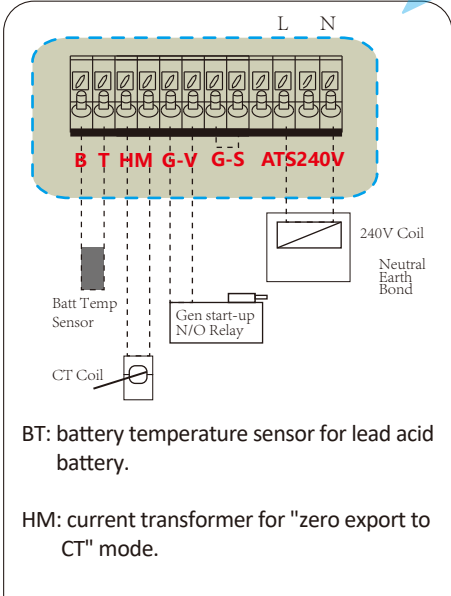 L N
B T HM G-V G-S ATS240V
240V Coil
Neutral
Earth
Bond
Batt Temp
Sensor
Gen start-up
N/O Relay
CT Coil
BT: battery temperature sensor for lead acid
battery.
HM: current transformer for "zero export to
CT" mode.